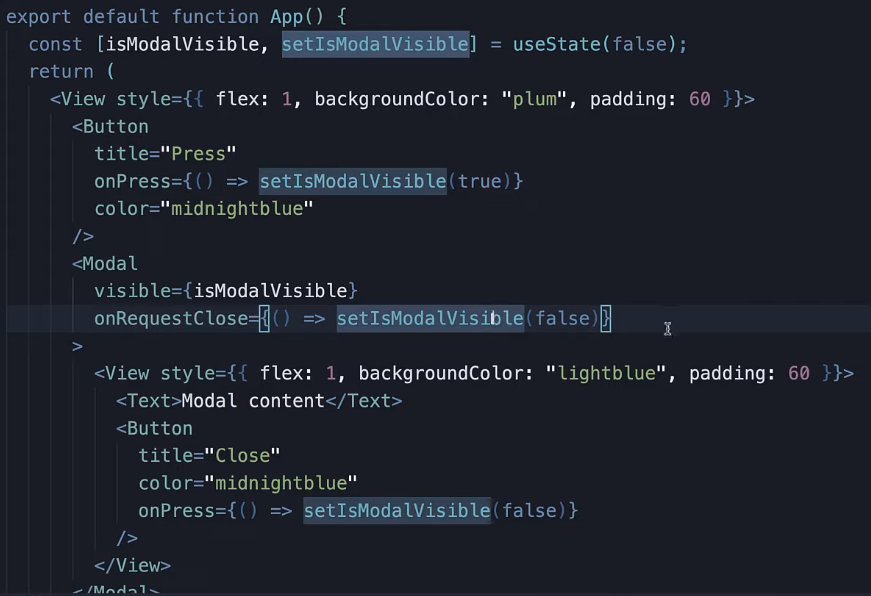 export default function App() {
  const [isModalVisible, setIsModalVisible] = useState(false);
  return (
    <View style={{ flex: 1, backgroundColor: "plum", padding: 60 }}>
      <Button
        title="Press"
        onPress={() => setIsModalVisible(true)}
        color="midnightblue"
      />
      <Modal
        visible={isModalVisible}
        onRequestClose={() => setIsModalVisible(false)}
      >
        <View style={{ flex: 1, backgroundColor: "lightblue", padding: 60 }}>
          <Text>Modal content</Text>
          <Button
            title="Close"
            color="midnightblue"
            onPress={() => setIsModalVisible(false)}
          />
        </View>
      </Modal>